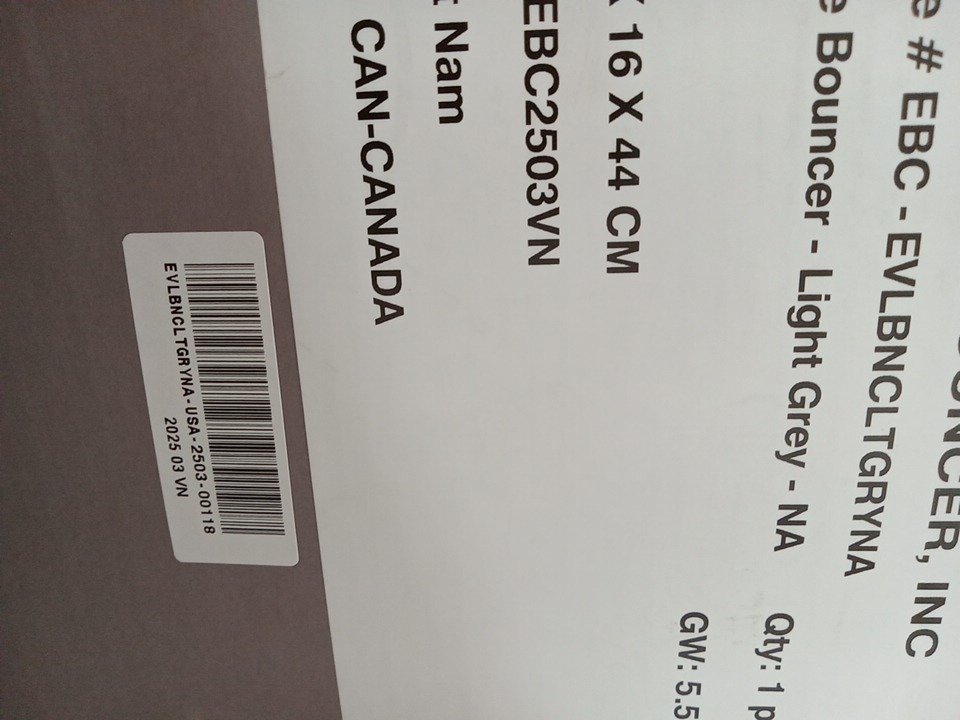 BOUNCER, INC
# EBC - EVLBNCLTGRYNA
Bouncer - Light Grey - NA
Qty: 1
X 16 X 44 CM
GW: 5.5
EBC2503VN
Nam
CAN-CANADA
EVLBNCLTGRYNA-USA-2503-00118
2025 03 VN